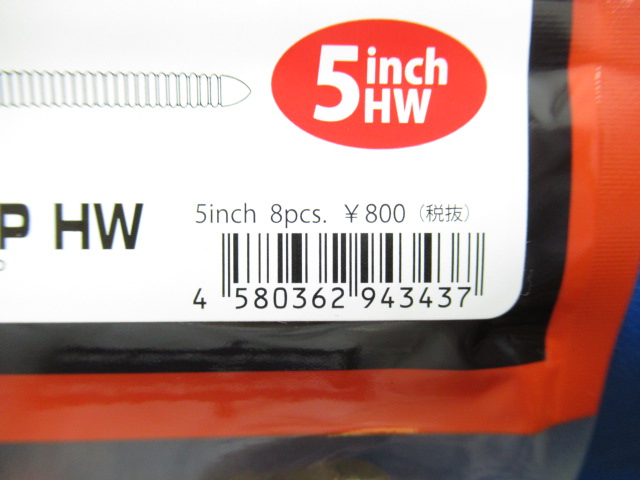 5inch
HW
P HW
5inch 8pcs. ¥800 (税抜)
4 580362 943437